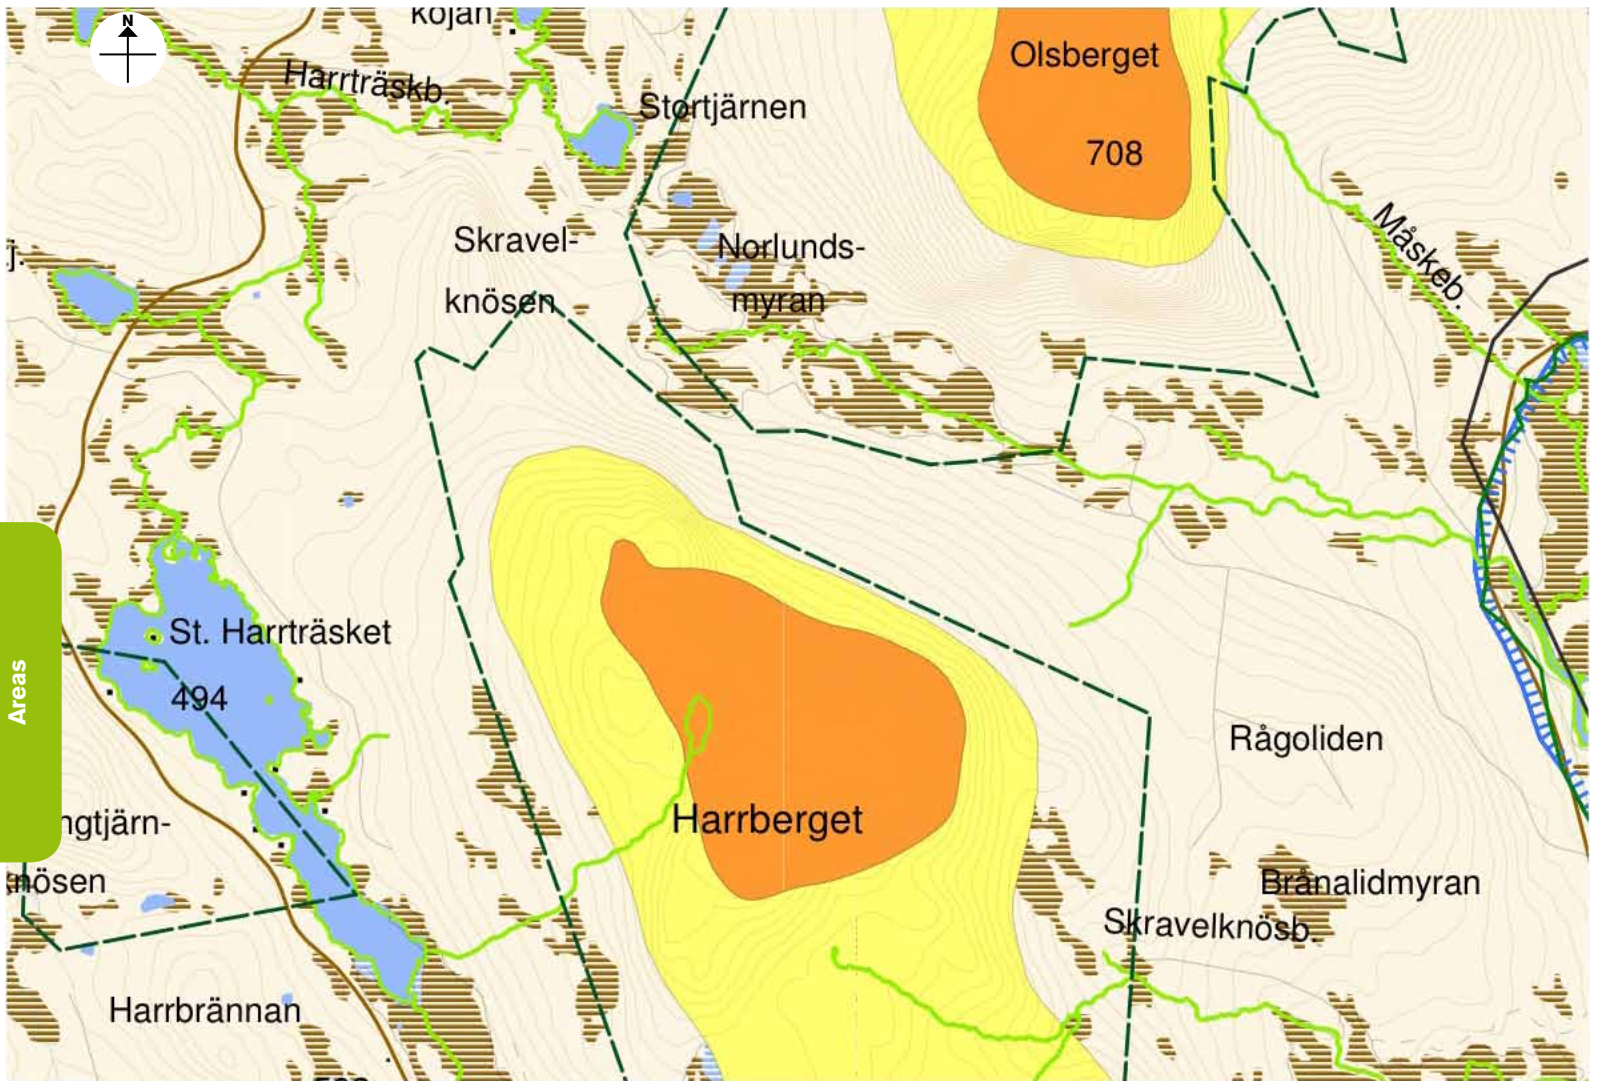 N
kojan
Olsberget
Harrträskb.
Stortjärnen
708
Skravel-
knösen
Norlunds-
myran
Måskeb.
j.
St. Harrträsket
494
Areas
Rågoliden
ngtjärn-
nösen
Harrberget
Brånalidmyran
Skravelknösb.
Harrbrännan